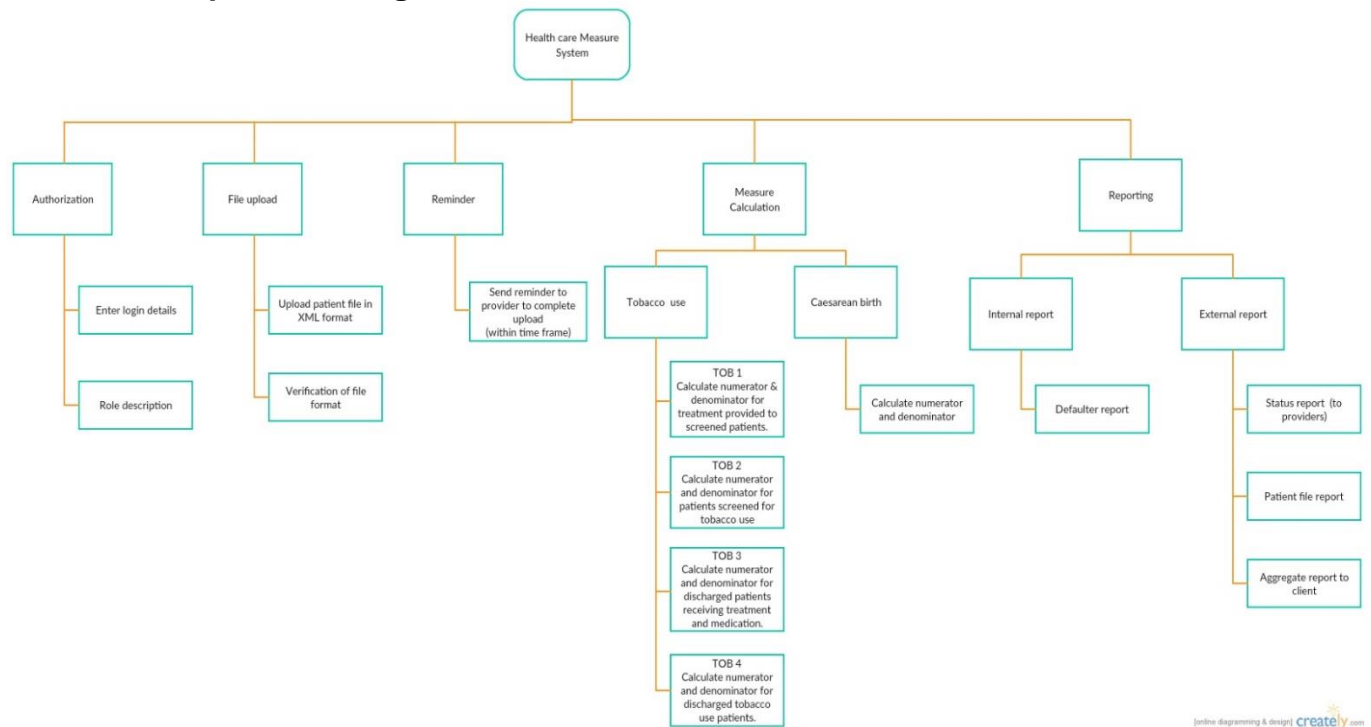 Health care Measure
System
Authorization
File upload
Reminder
Measure
Calculation
Reporting
Enter login details
Role description
Upload patient file in
XML format
Verification of file
format
Send reminder to
provider to complete
upload
(within time frame)
Tobacco use
Caesarean birth
TOB 1
Calculate numerator &
denominator for
treatment provided to
screened patients.
TOB 2
Calculate numerator
and denominator for
patients screened for
tobacco use
TOB 3
Calculate numerator
and denominator for
discharged patients
receiving treatment
and medication.
TOB 4
Calculate numerator
and denominator for
discharged tobacco
use patients.
Calculate numerator
and denominator
Internal report
External report
Defaulter report
Status report (to
providers)
Patient file report
Aggregate report to
client
[online diagramming & design] creately.com